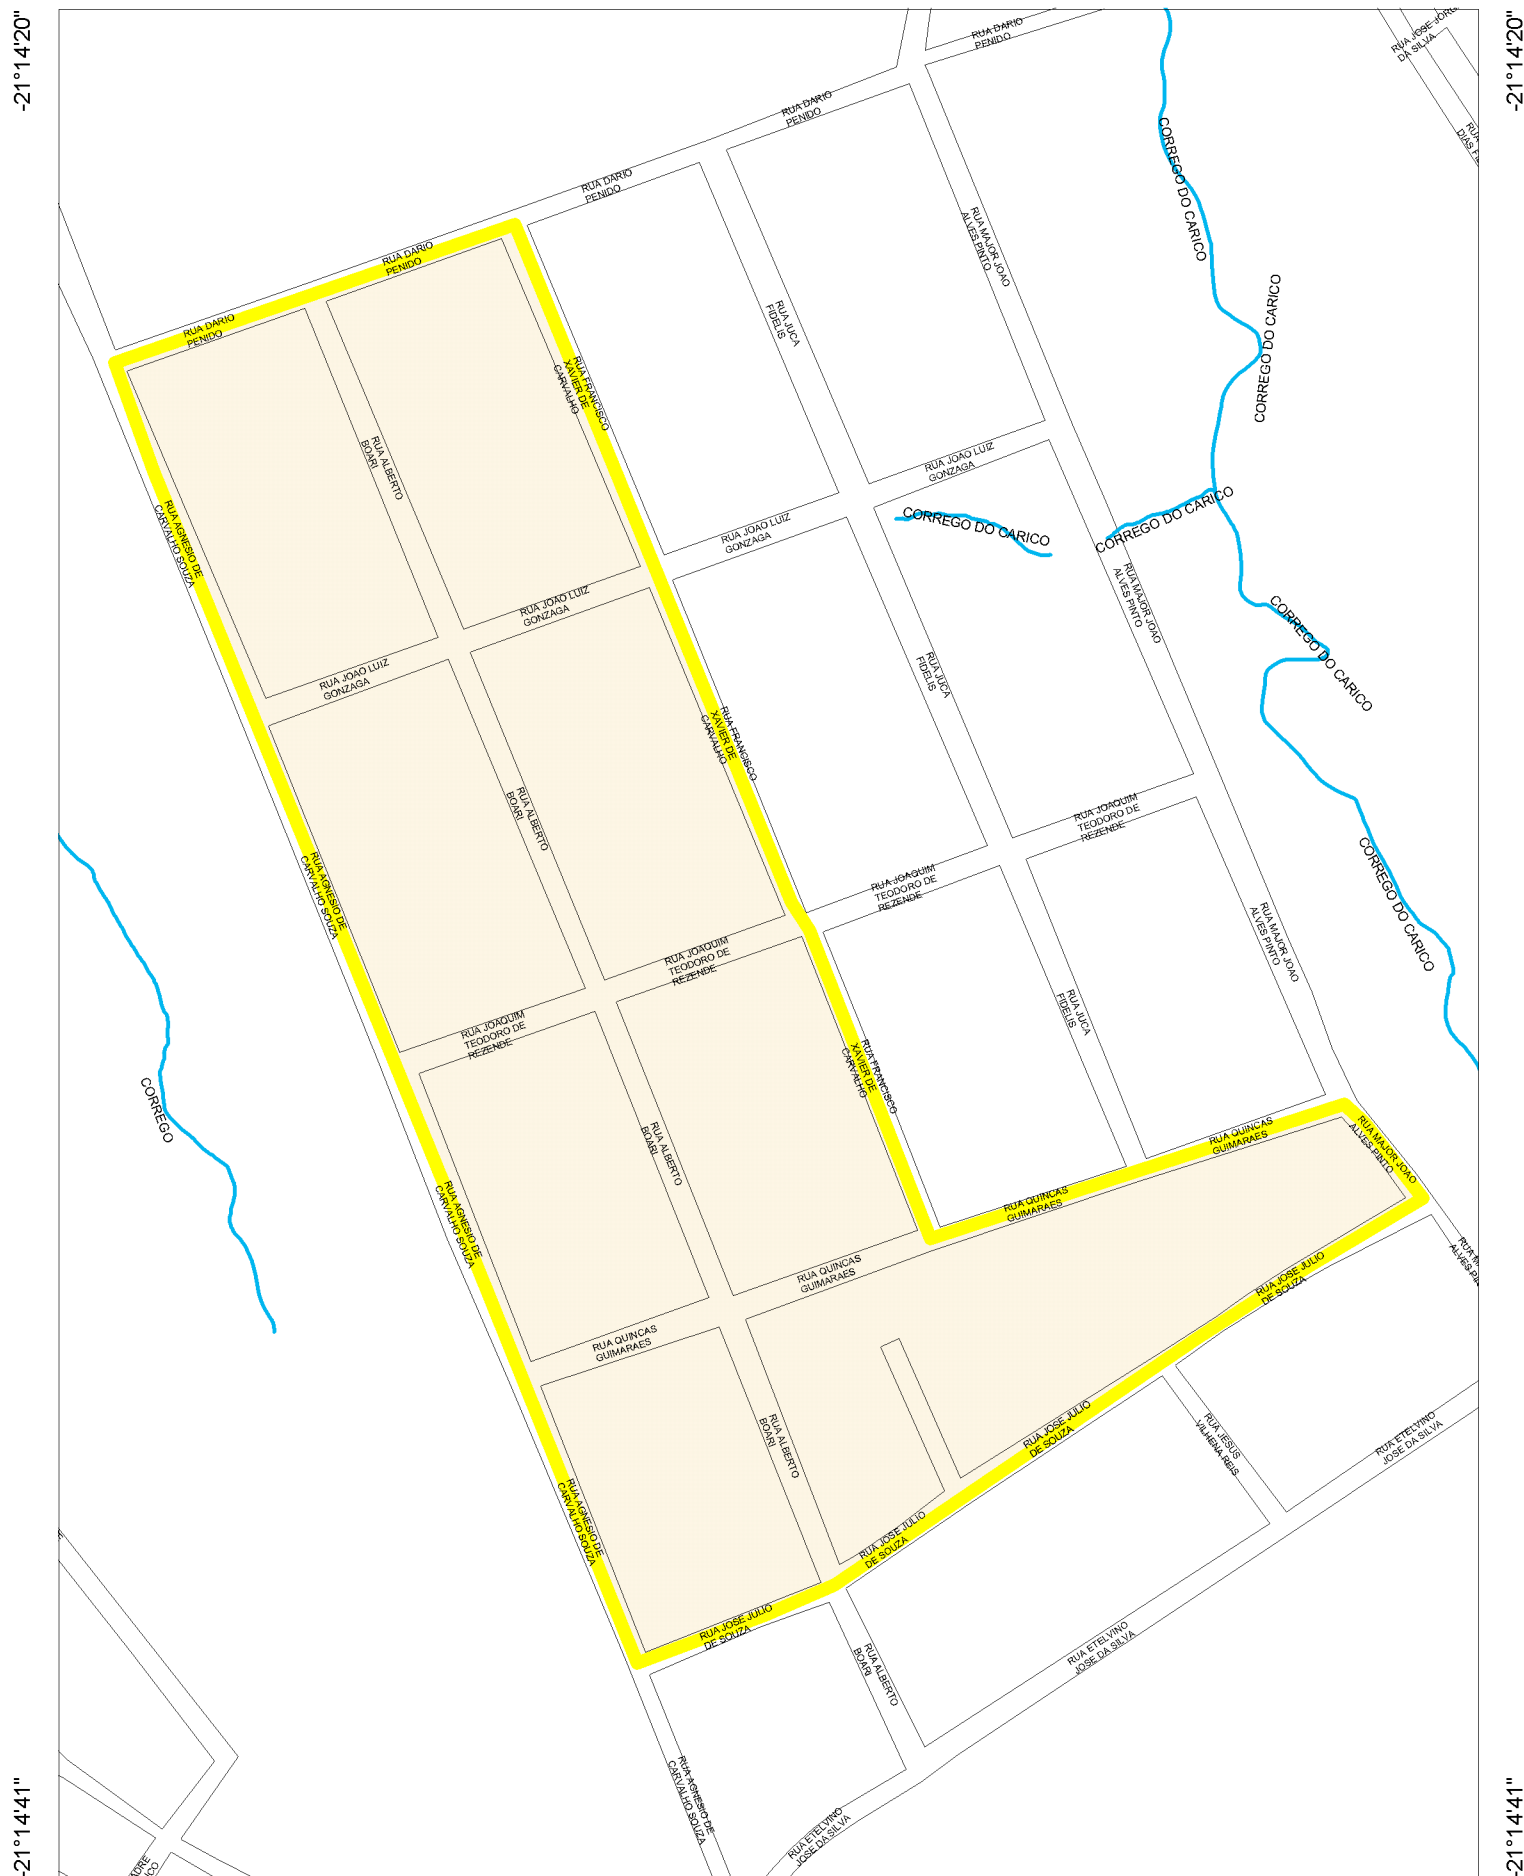 -21°14'20"
-21°14'20"
RUA DARIO
PENIDO
RUA JOSE JORGE
DA SILVA
RUA DARIO
PENIDO
RUA
DIAS
CORREGO DO CARICO
RUA DARIO
PENIDO
RUA MAJOR JOAO
ALVES PINTO
RUA DARIO
PENIDO
CORREGO DO CARICO
RUA DARIO
PENIDO
RUA JUCA
FIDELIS
RUA FRANCISCO
XAVIER DE
CARVALHO
RUA ALBERTO
BOARI
RUA JOAO LUIZ
GONZAGA
RUA AGNESIO DE
CARVALHO SOUZA
RUA JOAO LUIZ
GONZAGA
CORREGO DO CARICO
CORREGO DO CARICO
RUA MAJOR JOAO
ALVES PINTO
RUA JOAO LUIZ
GONZAGA
CORREGO DO CARICO
RUA JOAO LUIZ
GONZAGA
RUA JUCA
FIDELIS
RUA FRANCISCO
XAVIER DE
CARVALHO
RUA ALBERTO
BOARI
RUA JOAQUIM
TEODORO DE
REZENDE
CORREGO DO CARICO
RUA AGNESIO DE
CARVALHO SOUZA
RUA JOAQUIM
TEODORO DE
REZENDE
RUA MAJOR JOAO
ALVES PINTO
RUA JOAQUIM
TEODORO DE
REZENDE
RUA JUCA
FIDELIS
RUA JOAQUIM
TEODORO DE
REZENDE
RUA FRANCISCO
XAVIER DE
CARVALHO
CORREGO
RUA ALBERTO
BOARI
RUA QUINCAS
GUIMARAES
RUA MAJOR JOAO
ALVES PINTO
RUA AGNESIO DE
CARVALHO SOUZA
RUA QUINCAS
GUIMARAES
RUA QUINCAS
GUIMARAES
RUA JOSE JULIO
DE SOUZA
RUA
ALVES
RUA QUINCAS
GUIMARAES
RUA ALBERTO
BOARI
RUA JOSE JULIO
DE SOUZA
RUA JESUS
VILHENA REIS
RUA ETELVINO
JOSE DA SILVA
RUA AGNESIO DE
CARVALHO SOUZA
RUA JOSE JULIO
DE SOUZA
RUA JOSE JULIO
DE SOUZA
RUA ETELVINO
JOSE DA SILVA
RUA ALBERTO
BOARI
RUA AGNESIO DE
CARVALHO SOUZA
RUA ETELVINO
JOSE DA SILVA
-21°14'41"
-21°14'41"